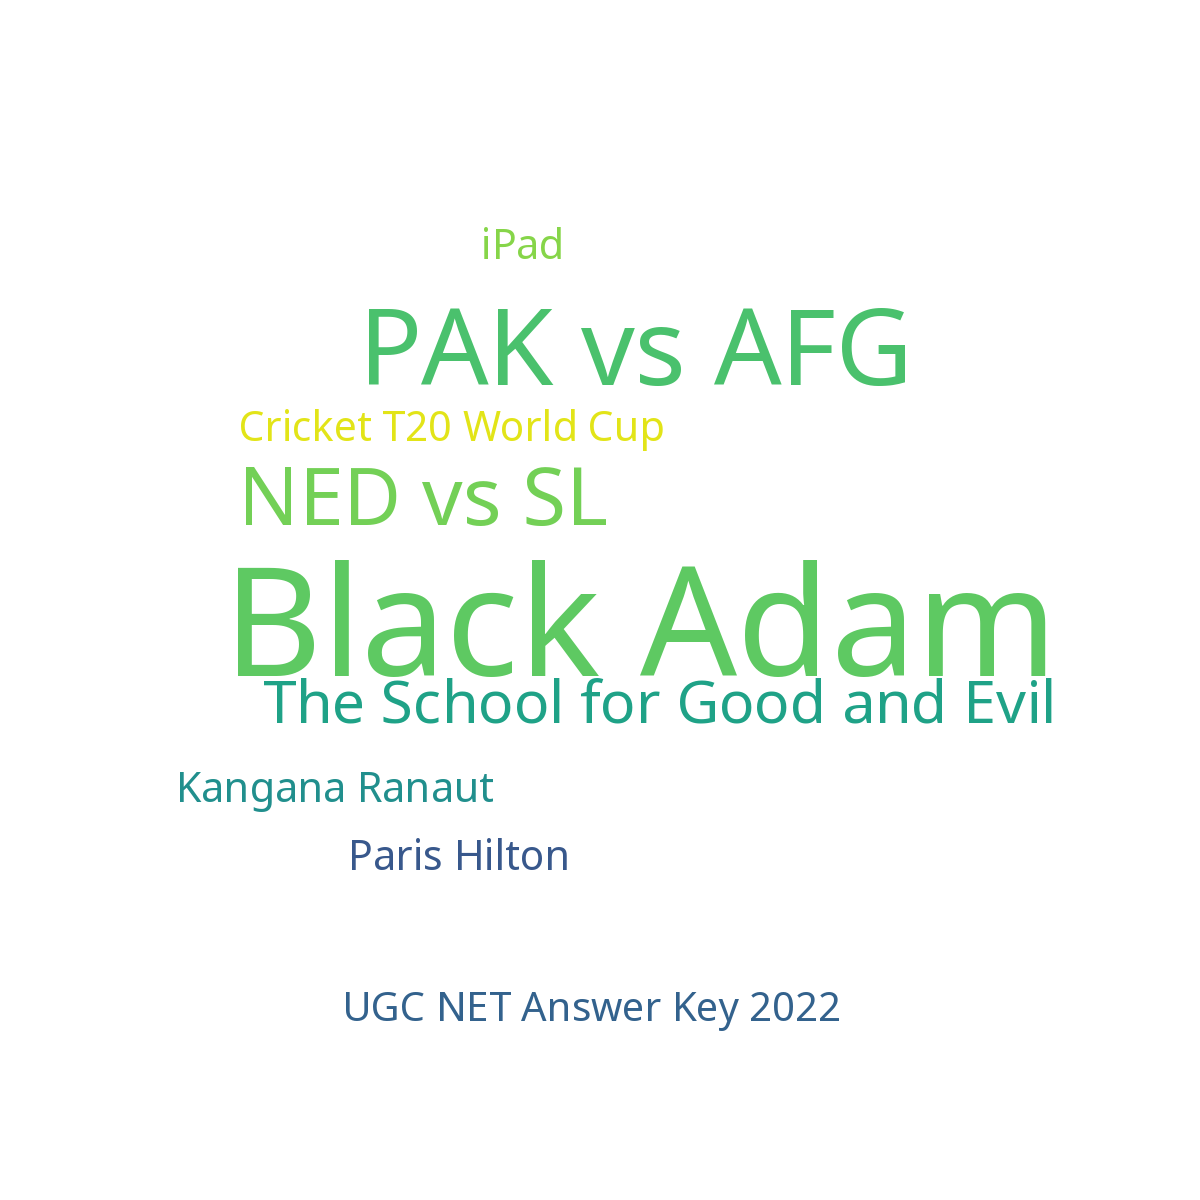 iPad
PAK vs AFG
Cricket T20 World Cup
NED vs SL
Black Adam
The School for Good and Evil
Kangana Ranaut
Paris Hilton
UGC NET Answer Key 2022